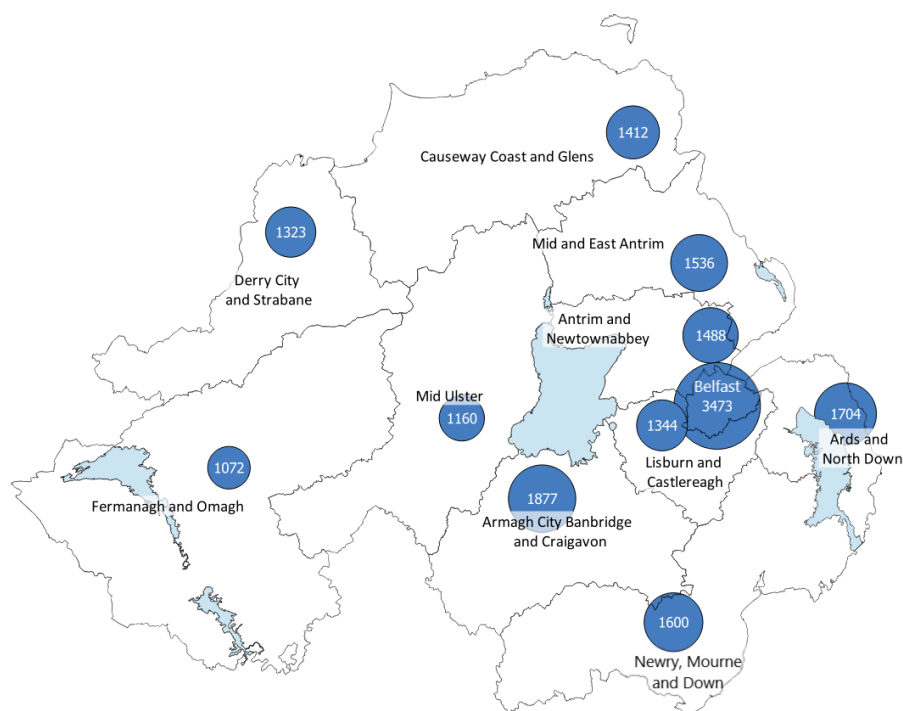 1412
Causeway Coast and Glens
1323
Derry City
and Strabane
Mid and East Antrim
1536
Antrim and
Newtownabbey
1488
Belfast
3473
Mid Ulster
1160
1344
Lisburn and
Castlereagh
1704
Ards and
North Down
1072
Fermanagh and Omagh
1877
Armagh City Banbridge
and Craigavon
1600
Newry, Mourne
and Down